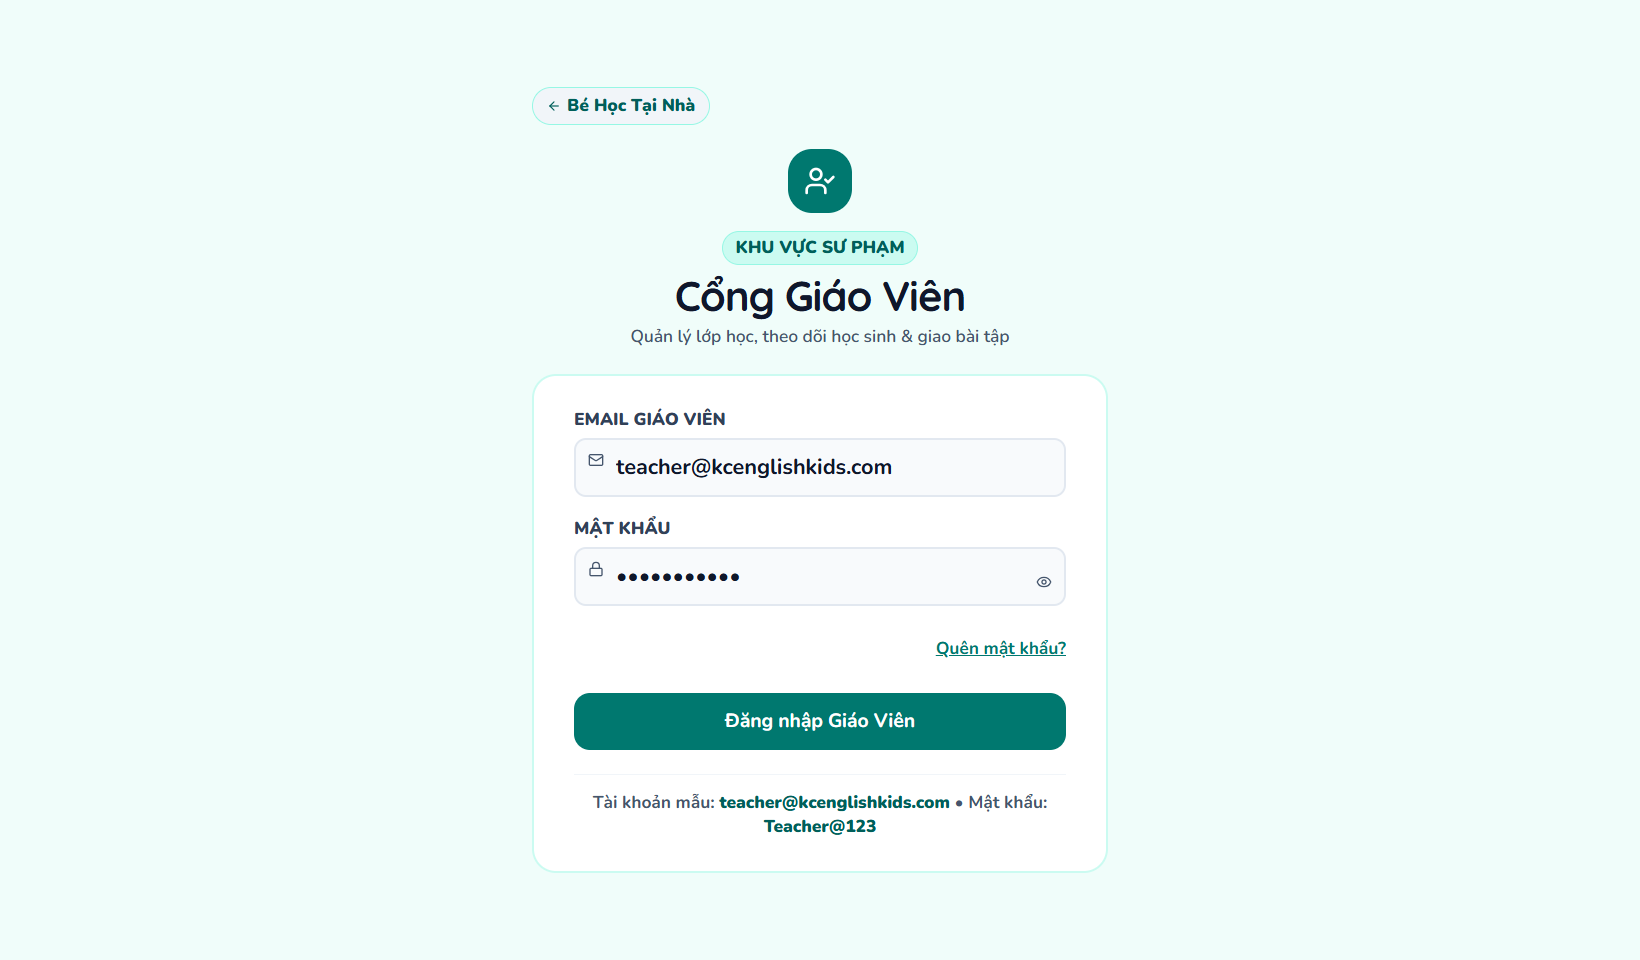 Bé Học Tại Nhà
KHU VỰC SƯ PHẠM
Cổng Giáo Viên
Quản lý lớp học, theo dõi học sinh & giao bài tập
EMAIL GIÁO VIÊN
teacher@kcenglishkids.com
MẬT KHẨU
•••••••••••
Quên mật khẩu?
Đăng nhập Giáo Viên
Tài khoản mẫu: teacher@kcenglishkids.com • Mật khẩu:
Teacher@123